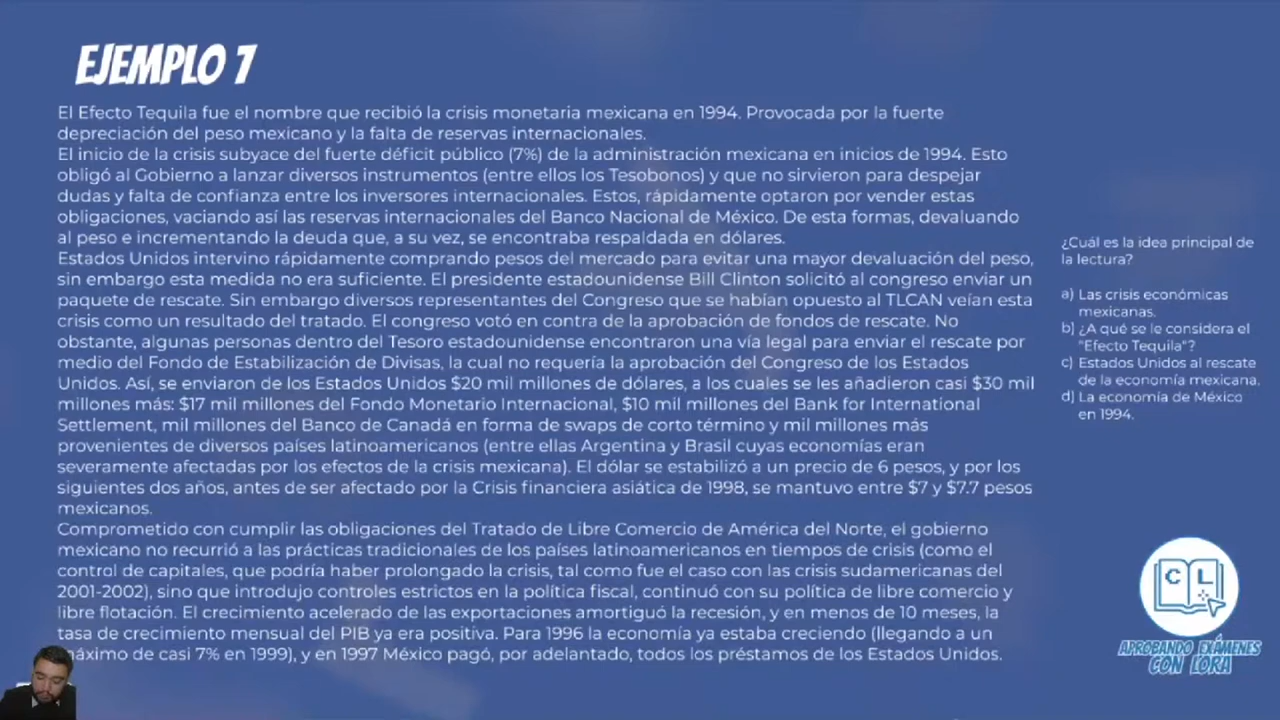 EJEMPLO 7
El Efecto Tequila fue el nombre que recibió la crisis monetaria mexicana en 1994. Provocada por la fuerte
depreciación del peso mexicano y la falta de reservas internacionales.
El inicio de la crisis subyace del fuerte déficit público (7%) de la administración mexicana en inicios de 1994. Esto
obligó al Gobierno a lanzar diversos instrumentos (entre ellos los Tesobonos) y que no sirvieron para despejar
dudas y falta de confianza entre los inversores internacionales. Estos, rápidamente optaron por vender estas
obligaciones, vaciando así las reservas internacionales del Banco Nacional de México. De esta formas, devaluando
al peso e incrementando la deuda que, a su vez, se encontraba respaldada en dólares.
Estados Unidos intervino rápidamente comprando pesos del mercado para evitar una mayor devaluación del peso,
sin embargo esta medida no era suficiente. El presidente estadounidense Bill Clinton solicitó al congreso enviar un
paquete de rescate. Sin embargo diversos representantes del Congreso que se habían opuesto al TLCAN veían esta
crisis como un resultado del tratado. El congreso votó en contra de la aprobación de fondos de rescate. No
obstante, algunas personas dentro del Tesoro estadounidense encontraron una vía legal para enviar el rescate por
medio del Fondo de Estabilización de Divisas, la cual no requería la aprobación del Congreso de los Estados
Unidos. Así, se enviaron de los Estados Unidos $20 mil millones de dólares, a los cuales se les añadieron casi $30 mil
millones más: $17 mil millones del Fondo Monetario Internacional, $10 mil millones del Bank for International
Settlement, mil millones del Banco de Canadá en forma de swaps de corto término y mil millones más
provenientes de diversos países latinoamericanos (entre ellas Argentina y Brasil cuyas economías eran
severamente afectadas por los efectos de la crisis mexicana). El dólar se estabilizó a un precio de 6 pesos, y por los
siguientes dos años, antes de ser afectado por la Crisis financiera asiática de 1998, se mantuvo entre $7 y $7.7 pesos
mexicanos.
Comprometido con cumplir las obligaciones del Tratado de Libre Comercio de América del Norte, el gobierno
mexicano no recurrió a las prácticas tradicionales de los países latinoamericanos en tiempos de crisis (como el
control de capitales, que podría haber prolongado la crisis, tal como fue el caso con las crisis sudamericanas del
2001-2002), sino que introdujo controles estrictos en la política fiscal, continuó con su política de libre comercio y
libre flotación. El crecimiento acelerado de las exportaciones amortiguó la recesión, y en menos de 10 meses, la
tasa de crecimiento mensual del PIB ya era positiva. Para 1996 la economía ya estaba creciendo (llegando a un
máximo de casi 7% en 1999), y en 1997 México pagó, por adelantado, todos los préstamos de los Estados Unidos.
¿Cuál es la idea principal de
la lectura?
a) Las crisis económicas
mexicanas.
b) ¿A qué se le considera el
"Efecto Tequila"?
c) Estados Unidos al rescate
de la economía mexicana.
d) La economía de México
en 1994.
C L
APROBANDO EXÁMENES
CON LORA